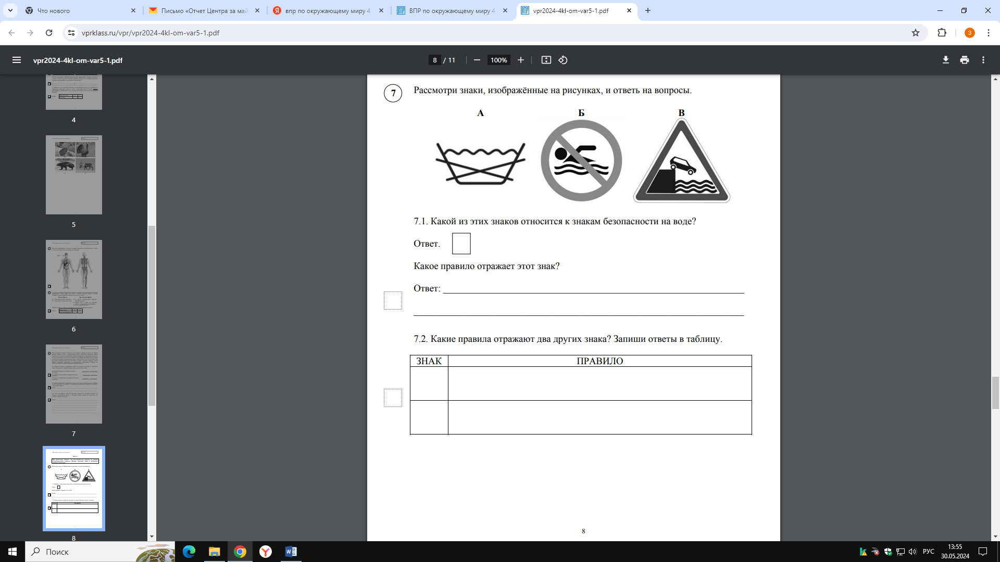 Что нового
Письмо «Отчет Центра за май
впр по окружающему миру 4
ВПР по окружающему миру 4
vpr2024-4kl-om-var5-1.pdf
vprklass.ru/vpr/vpr2024-4kl-om-var5-1.pdf
З
vpr2024-4kl-om-var5-1.pdf
8 / 11
100%
4
5
6
7
8
7
Рассмотри знаки, изображённые на рисунках, и ответь на вопросы.
А Б В
7.1. Какой из этих знаков относится к знакам безопасности на воде?
Ответ.
Какое правило отражает этот знак?
Ответ:
7.2. Какие правила отражают два других знака? Запиши ответы в таблицу.
ЗНАК ПРАВИЛО
8
Поиск
РУС
13:55
30.05.2024